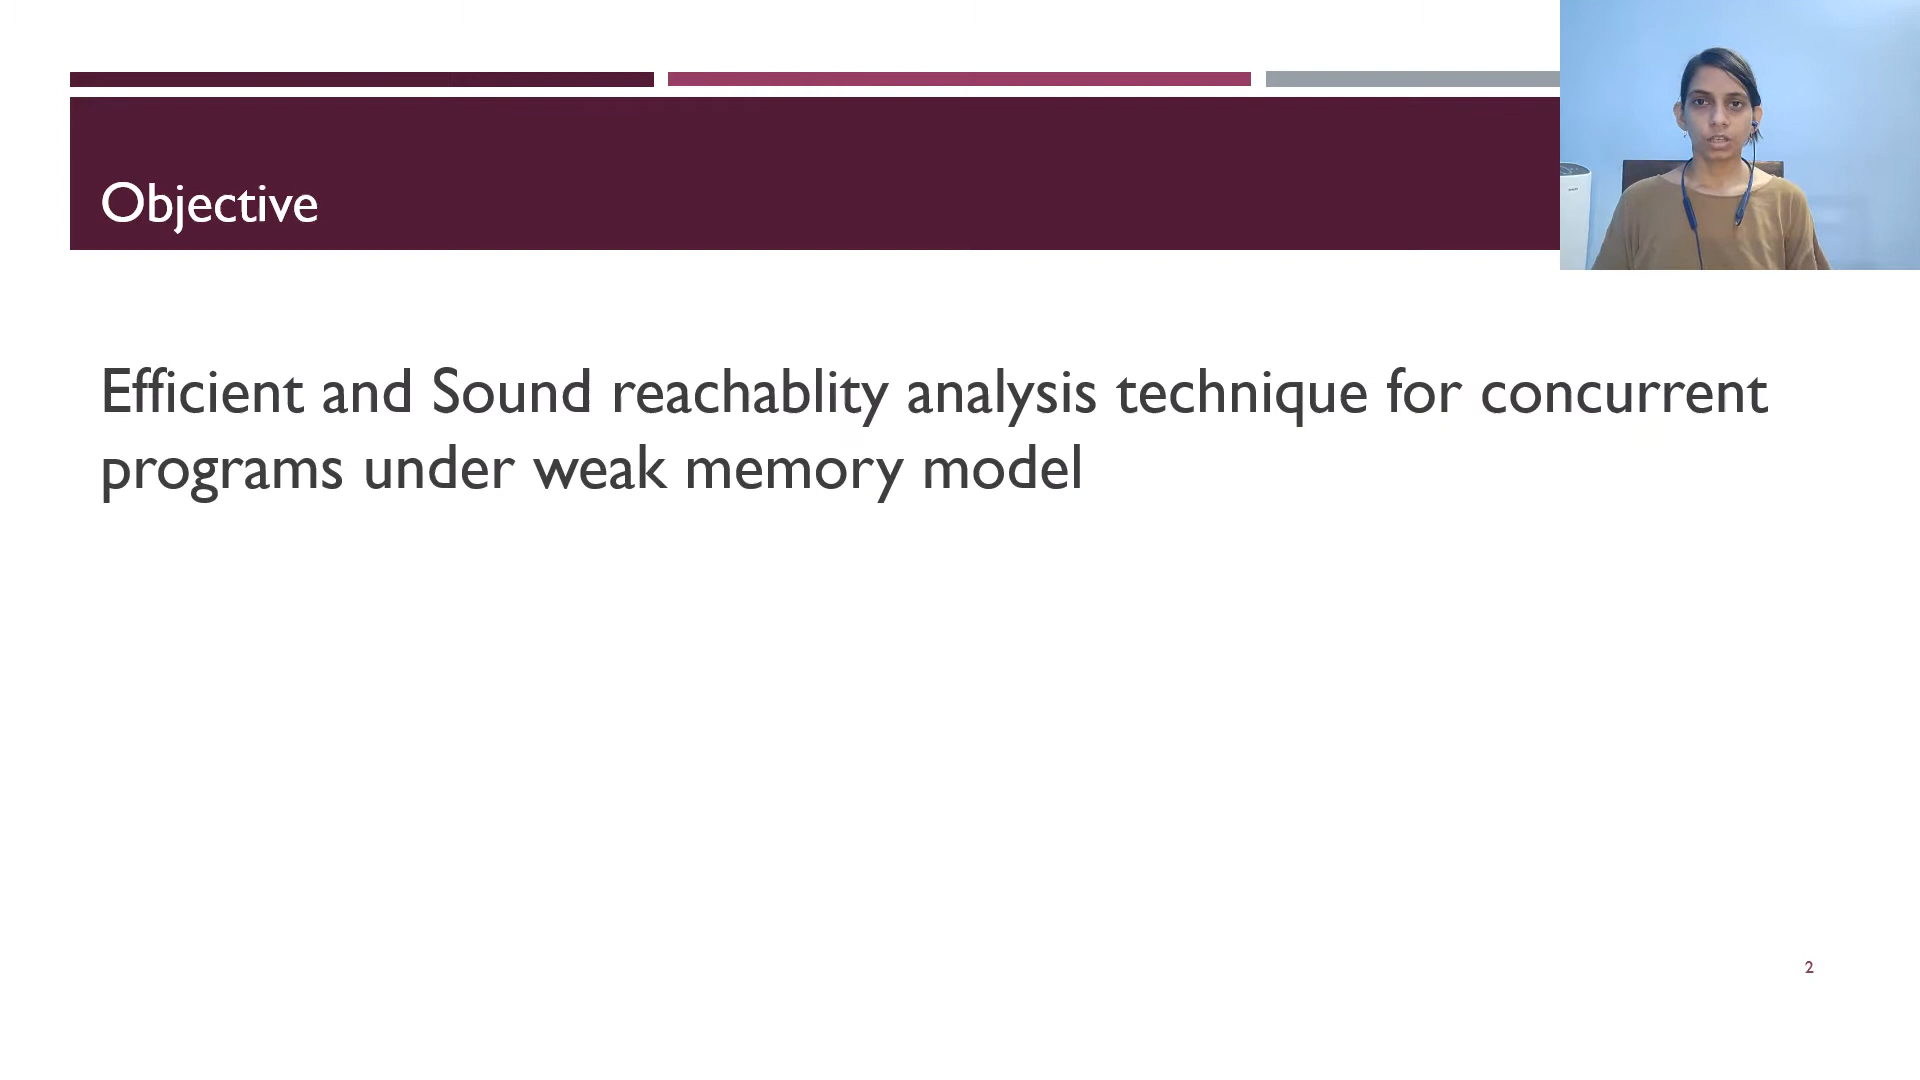 Objective
Efficient and Sound reachablity analysis technique for concurrent
programs under weak memory model
2